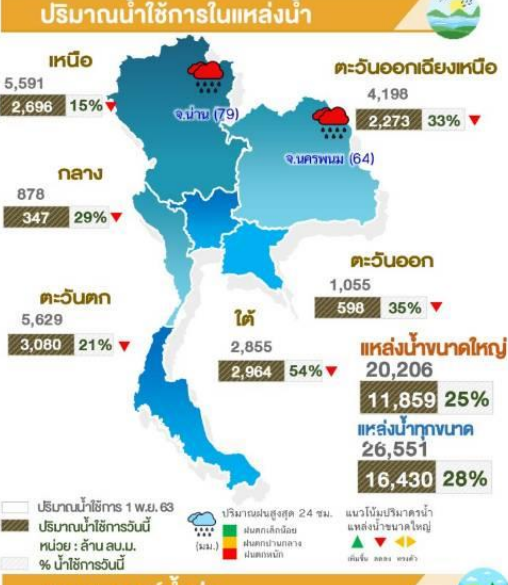 ปริมาณน้ำใช้การในแหล่งน้ำ
เหนือ
5,591
2,696 15%
จ.น่าน (79)
ตะวันออกเฉียงเหนือ
4,198
2,273 33%
จ.นครพนม (64)
กลาง
878
347 29%
ตะวันออก
1,055
598 35%
ตะวันตก
5,629
3,080 21%
ใต้
2,855
2,964 54%
แหล่งน้ำขนาดใหญ่
20,206
11,859 25%
แหล่งน้ำทุกขนาด
26,551
16,430 28%
ปริมาณน้ำใช้การ 1 พ.ย. 63
ปริมาณน้ำใช้การวันนี้
หน่วย : ล้าน ลบ.ม.
% น้ำใช้การวันนี้
ปริมาณฝนสูงสุด 24 ชม.
(มม.)
ฝนตกเล็กน้อย
ฝนตกปานกลาง
ฝนตกหนัก
แนวโน้มปริมาตรน้ำ
แหล่งน้ำขนาดใหญ่
เพิ่มขึ้น ลดลง ทรงตัว